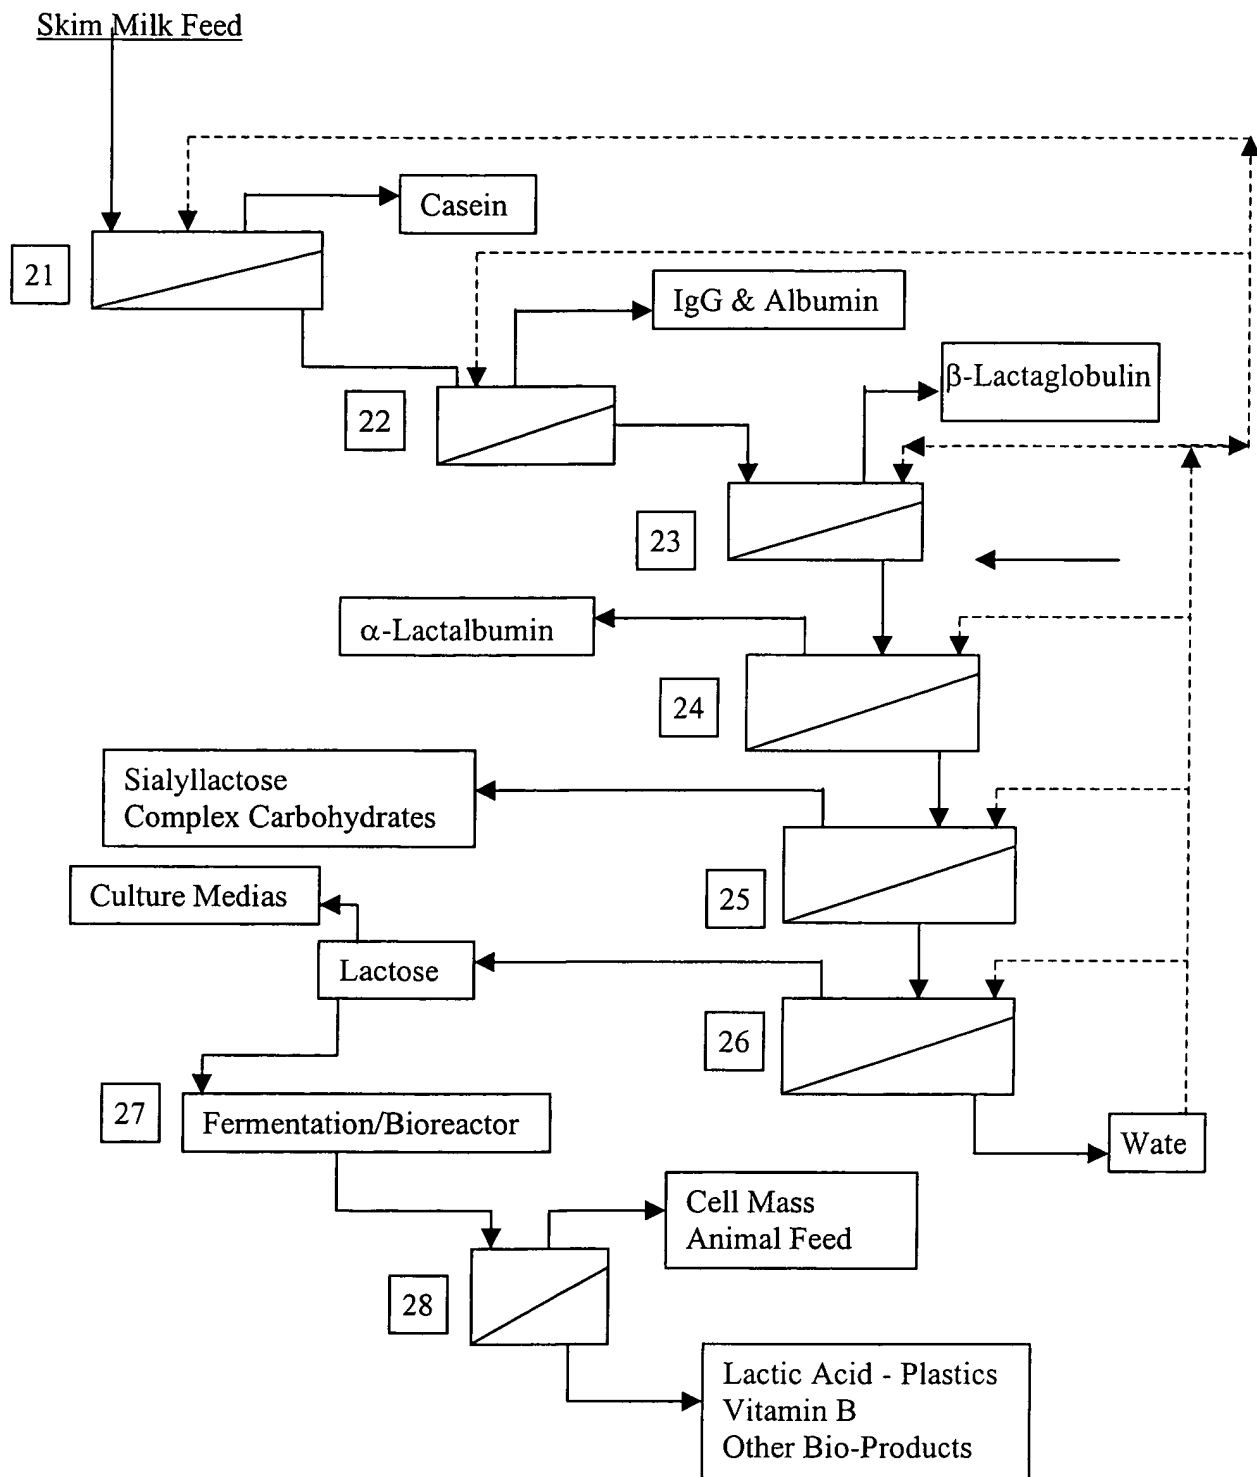 Skim Milk Feed
Casein
21
IgG & Albumin
β-Lactaglobulin
22
23
α-Lactalbumin
24
Sialyllactose
Complex Carbohydrates
Culture Medias
25
Lactose
26
27
Fermentation/Bioreactor
Wate
Cell Mass
Animal Feed
28
Lactic Acid - Plastics
Vitamin B
Other Bio-Products